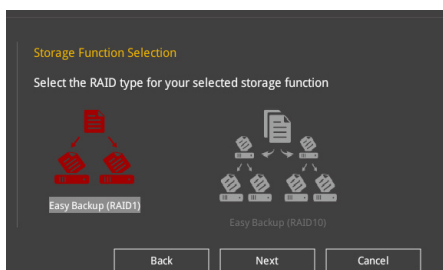 Storage Function Selection
Select the RAID type for your selected storage function
Easy Backup (RAID1)
Easy Backup (RAID10)
Back
Next
Cancel